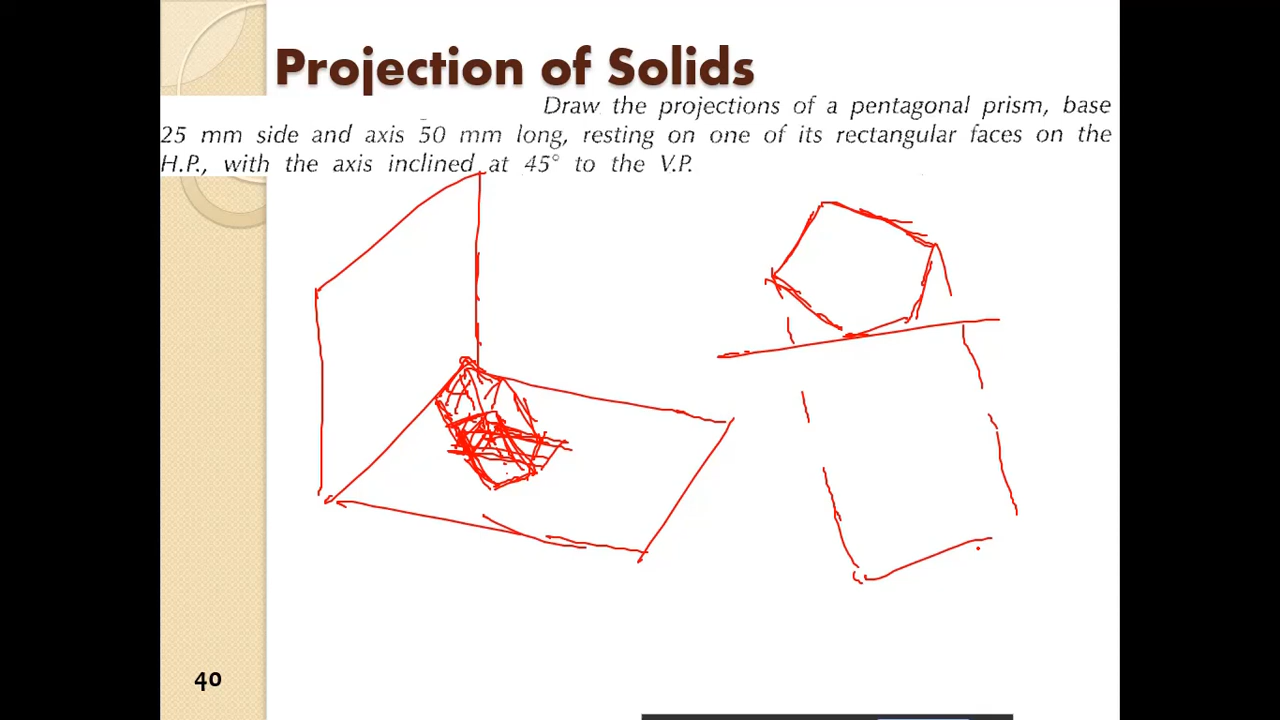 Projection of Solids
Draw the projections of a pentagonal prism, base
25 mm side and axis 50 mm long, resting on one of its rectangular faces on the
H.P., with the axis inclined at 45° to the V.P.
40